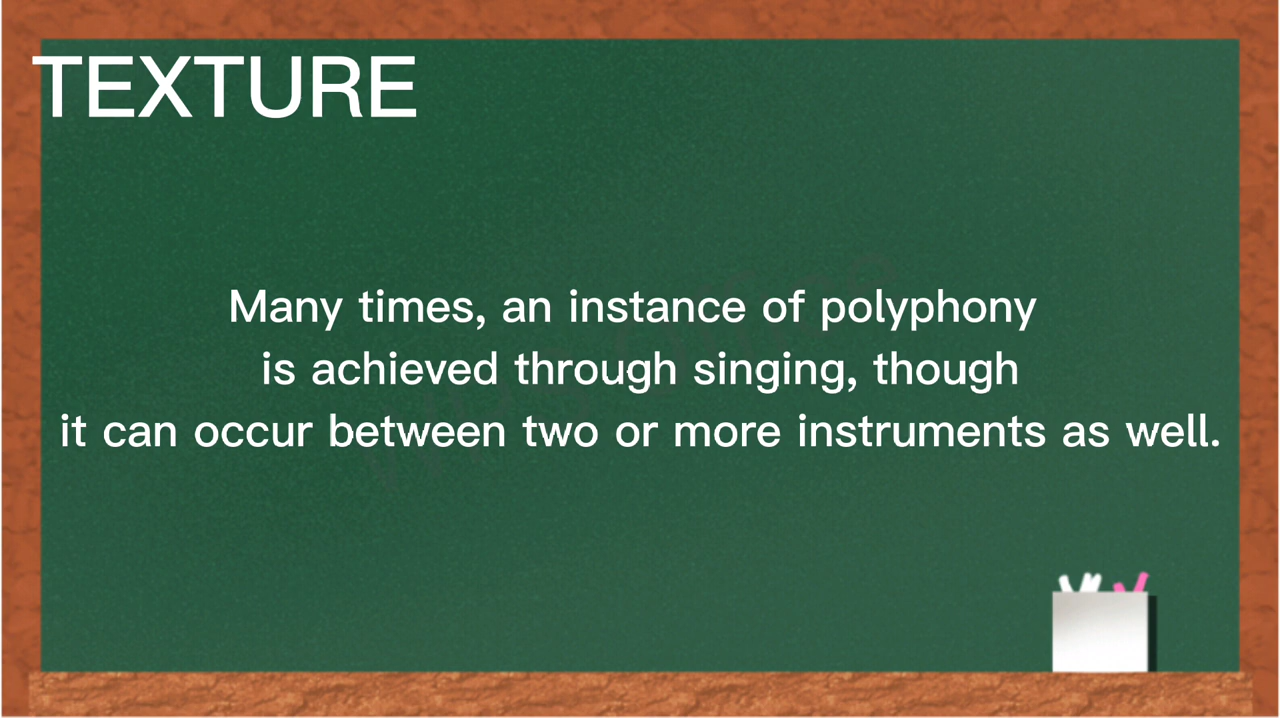 TEXTURE
Many times, an instance of polyphony
is achieved through singing, though
it can occur between two or more instruments as well.